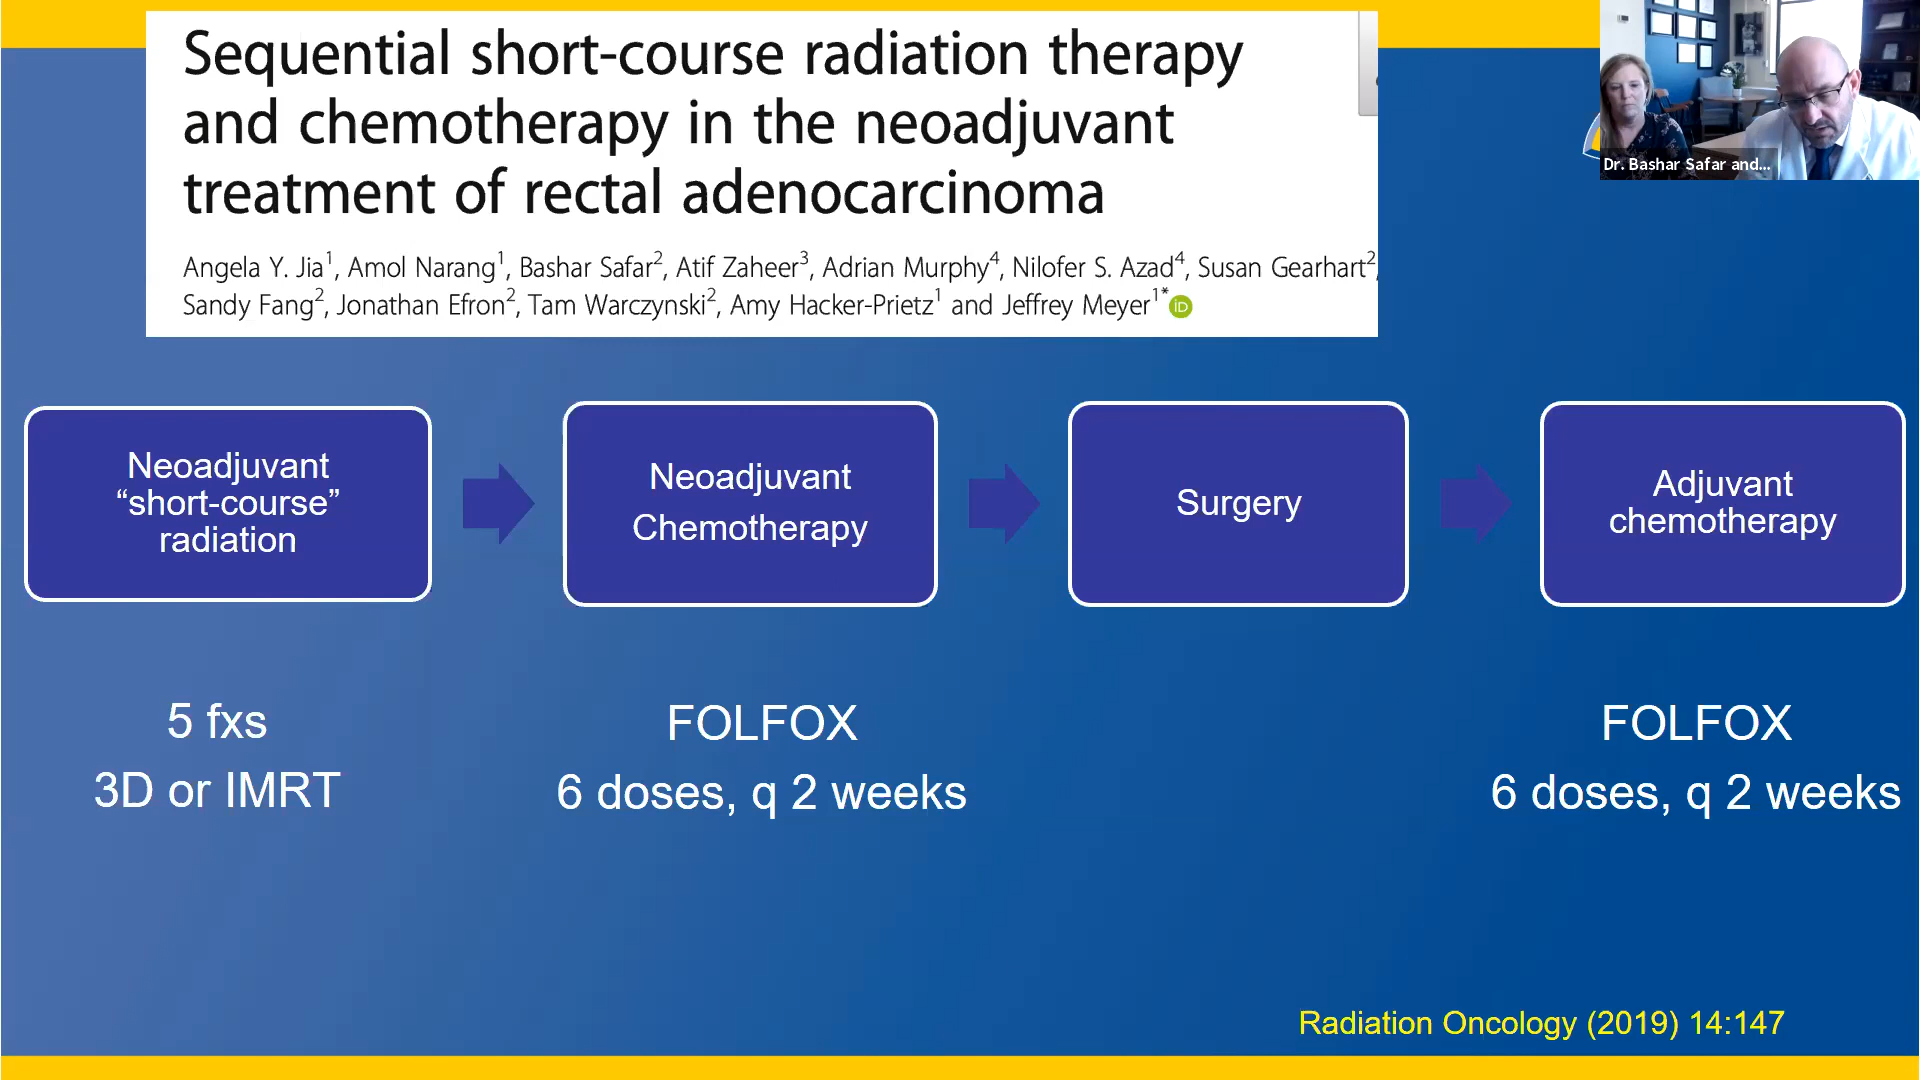 Sequential short-course radiation therapy
and chemotherapy in the neoadjuvant
treatment of rectal adenocarcinoma
Angela Y. Jia1, Amol Narang1, Bashar Safar2, Atif Zaheer3, Adrian Murphy4, Nilofer S. Azad4, Susan Gearhart2,
Sandy Fang2, Jonathan Efron2, Tam Warczynski2, Amy Hacker-Prietz1 and Jeffrey Meyer1* iD
Dr. Bashar Safar and...
Neoadjuvant
“short-course”
radiation
Neoadjuvant
Chemotherapy
Surgery
Adjuvant
chemotherapy
5 fxs
3D or IMRT
FOLFOX
6 doses, q 2 weeks
FOLFOX
6 doses, q 2 weeks
Radiation Oncology (2019) 14:147